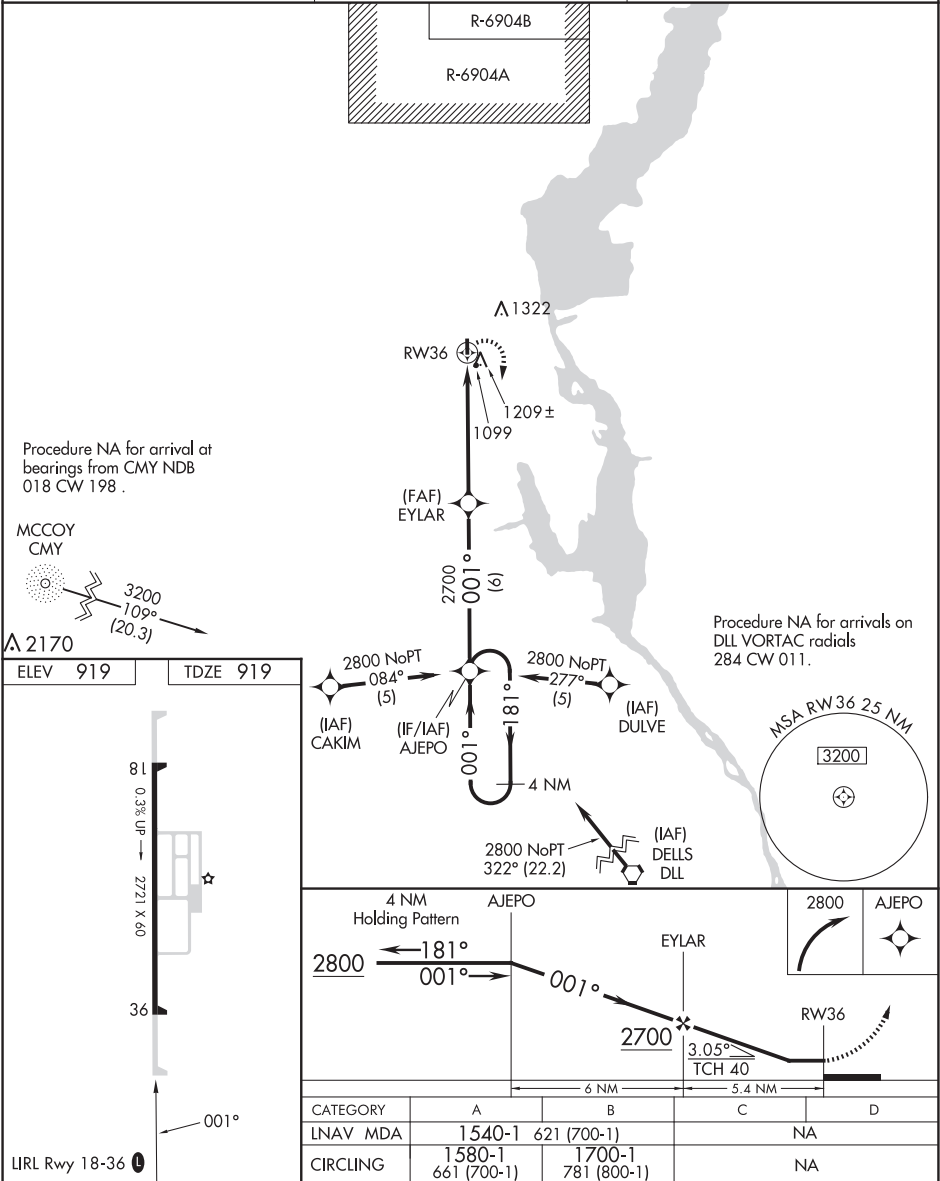 R-6904B
R-6904A
1322
RW36
1209±
1099
Procedure NA for arrival at
bearings from CMY NDB
018 CW 198 .
(FAF)
EYLAR
MCCOY
CMY
3200
109°
(20.3)
2700
001°
(6)
2170
Procedure NA for arrivals on
DLL VORTAC radials
284 CW 011.
ELEV 919
TDZE 919
2800 NoPT
084°
(5)
2800 NoPT
277°
(5)
(IAF)
CAKIM
(IF/IAF)
AJEPO
(IAF)
DULVE
001°
181°
4 NM
MSA RW36 25 NM
3200
2800 NoPT
322° (22.2)
(IAF)
DELLS
DLL
18
0.3% UP
2721 X 60
36
001°
LIRL Rwy 18-36 L
4 NM
Holding Pattern
AJEPO
2800
AJEPO
181°
2800
001°
001°
EYLAR
2700
3.05°
TCH 40
RW36
6 NM
5.4 NM
CATEGORY A B C D
LNAV MDA 1540-1 621 (700-1) NA
CIRCLING 1580-1 661 (700-1) 1700-1 781 (800-1) NA